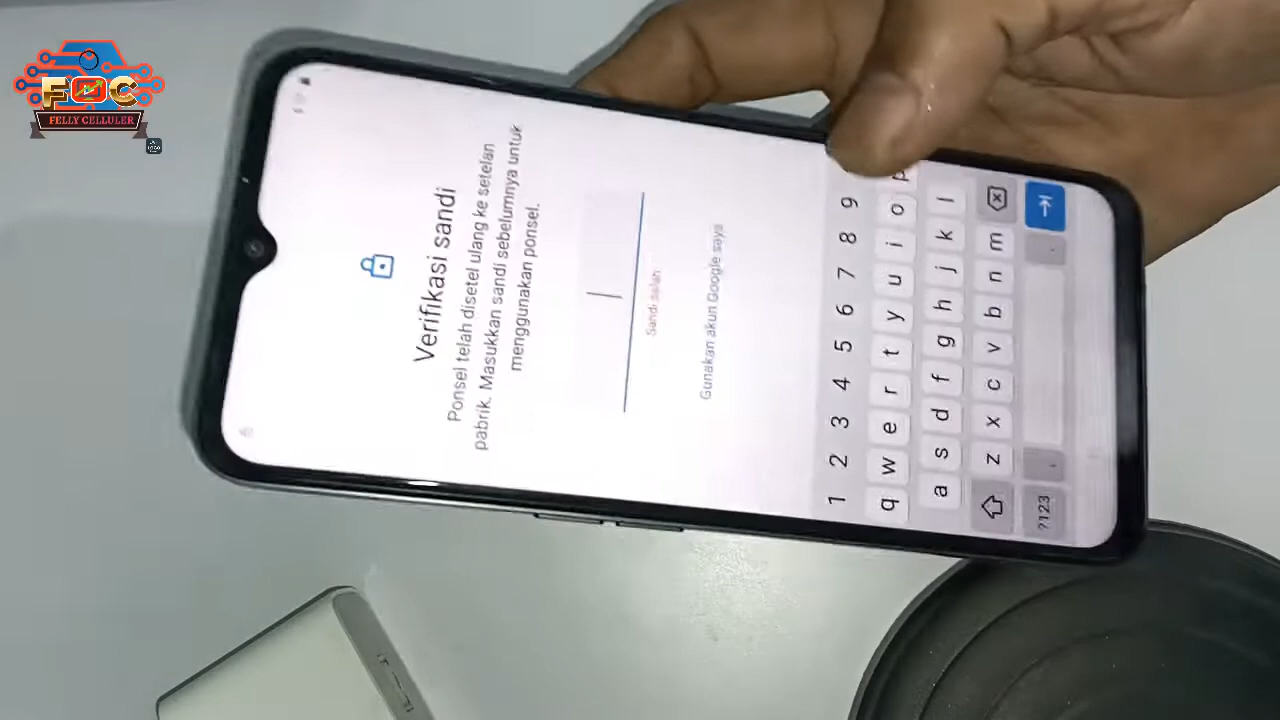 FCC
FELLY CELLULER
LOGO
Verifikasi sandi
Ponsel telah disetel ulang ke setelan
pabrik. Masukkan sandi sebelumnya untuk
menggunakan ponsel.
Sandi salah
Gunakan akun Google saya
1 2 3 4 5 6 7 8 9
q w e r t y u i o p
a s d f g h j k l
z x c v b n m
?123 , .